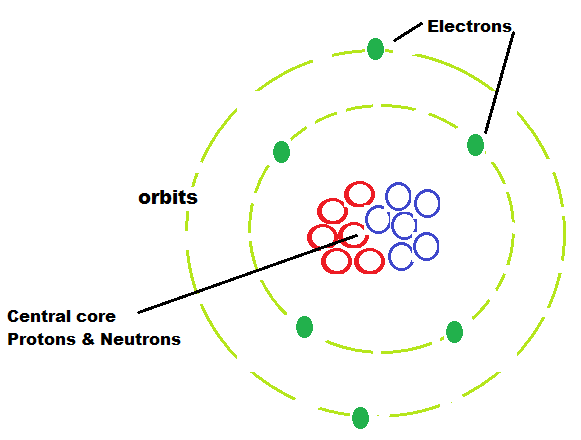 Electrons
orbits
Central core
Protons & Neutrons